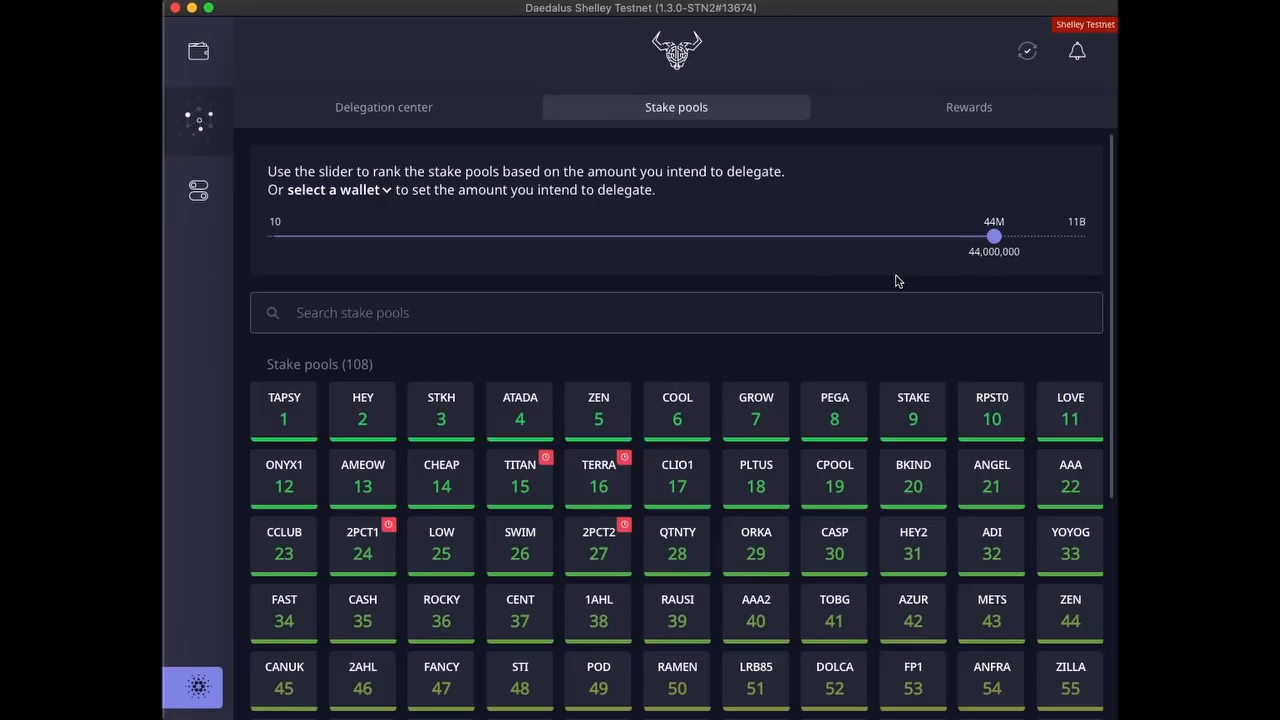 Daedalus Shelley Testnet (1.3.0-STN2#13674)
Shelley Testnet
Delegation center Stake pools Rewards
Use the slider to rank the stake pools based on the amount you intend to delegate.
Or select a wallet to set the amount you intend to delegate.
10 44M 11B
44,000,000
Search stake pools
Stake pools (108)
TAPSY HEY STKH ATADA ZEN COOL GROW PEGA STAKE RPST0 LOVE
1 2 3 4 5 6 7 8 9 10 11
ONYX1 AMEOW CHEAP TITAN TERRA CLIO1 PLTUS CPOOL BKIND ANGEL AAA
12 13 14 15 16 17 18 19 20 21 22
CCLUB 2PCT1 LOW SWIM 2PCT2 QTNTY ORKA CASP HEY2 ADI YOYOG
23 24 25 26 27 28 29 30 31 32 33
FAST CASH ROCKY CENT 1AHL RAUSI AAA2 TOBG AZUR METS ZEN
34 35 36 37 38 39 40 41 42 43 44
CANUK 2AHL FANCY STI POD RAMEN LRB85 DOLCA FP1 ANFRA ZILLA
45 46 47 48 49 50 51 52 53 54 55